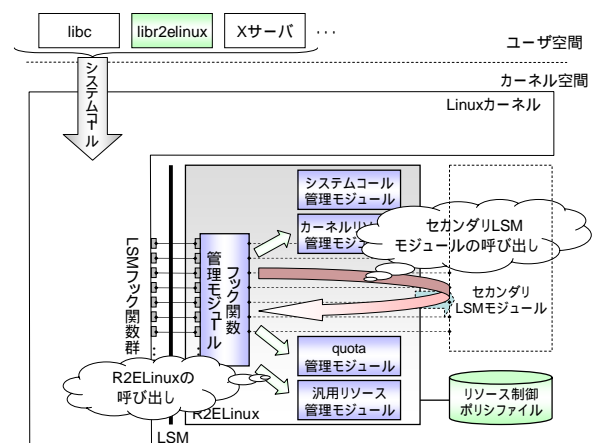 libc
libr2elinux
Xサーバ
･･･
ユーザ空間
システムコール
カーネル空間
Linuxカーネル
システムコール
管理モジュール
カーネルリソ
管理モジュ
セカンダリLSM
モジュールの呼び出し
LSMフック関数群
フック関数
管理モジュール
セカンダリ
LSMモジュール
quota
管理モジュール
R2ELinuxの
呼び出し
汎用リソース
管理モジュール
リソース制御
ポリシファイル
R2ELinux
LSM